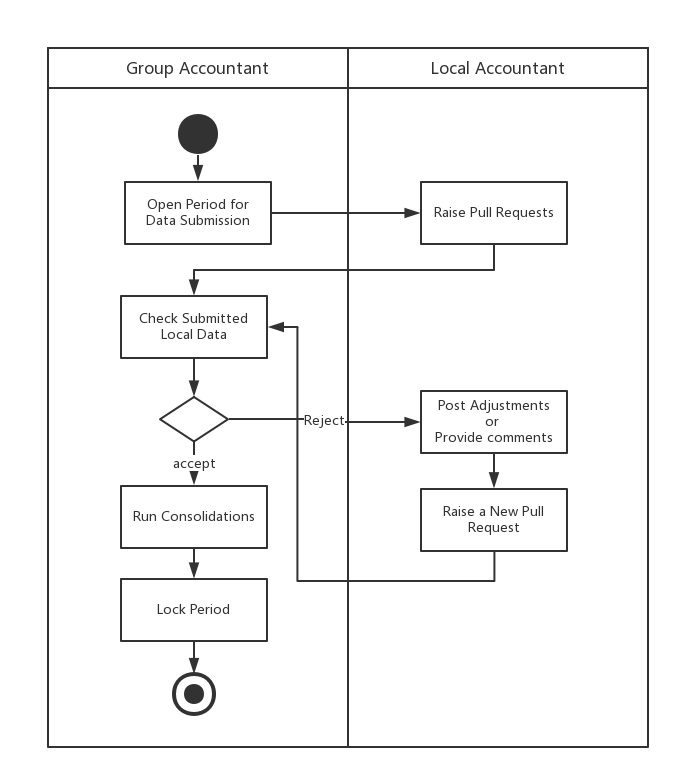 Group Accountant
Local Accountant
Open Period for
Data Submission
Raise Pull Requests
Check Submitted
Local Data
Reject
Post Adjustments
or
Provide comments
accept
Raise a New Pull
Request
Run Consolidations
Lock Period